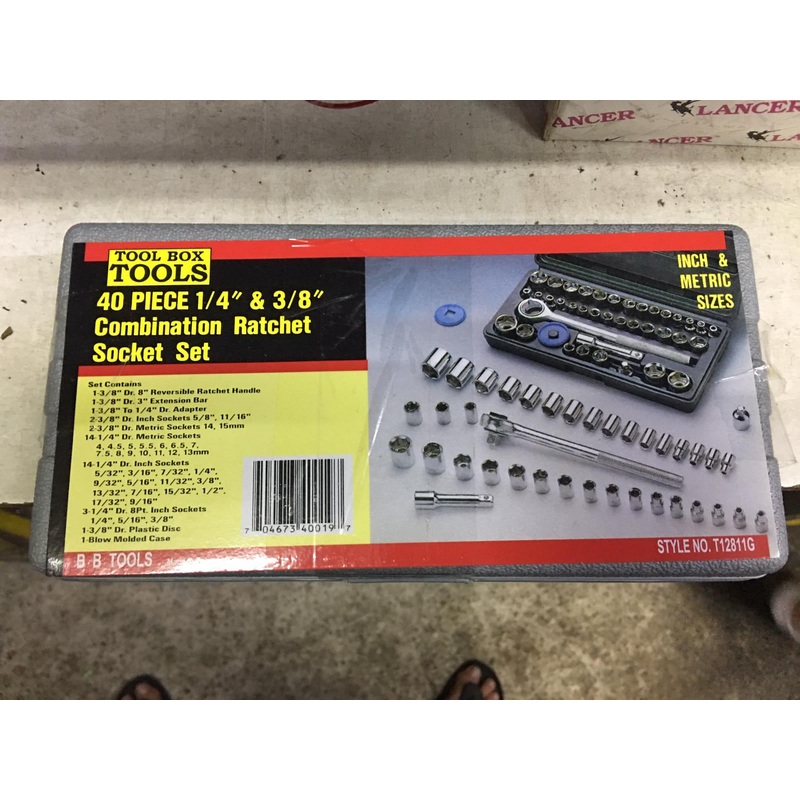 ANCER
LANCER
NCER
LA
TOOL BOX
TOOLS
40 PIECE 1/4" & 3/8"
Combination Ratchet
Socket Set
INCH &
METRIC
SIZES
Set Contains
1-3/8" Dr. 8" Reversible Ratchet Handle
1-3/8" Dr. 3" Extension Bar
1-3/8" To 1/4" Dr. Adapter
2-3/8" Dr. Inch Sockets 5/8", 11/16"
2-3/8" Dr. Metric Sockets 14, 15mm
14-1/4" Dr. Metric Sockets
4, 4.5, 5, 5.5, 6, 6.5, 7,
7.5, 8, 9, 10, 11, 12, 13mm
14-1/4" Dr. Inch Sockets
5/32", 3/16", 7/32", 1/4",
9/32", 5/16", 11/32", 3/8",
13/32", 7/16", 15/32", 1/2",
17/32", 9/16"
3-1/4" Dr. 8Pt. Inch Sockets
1/4", 5/16", 3/8"
1-3/8" Dr. Plastic Disc
1-Blow Molded Case
7 04673 40019 7
B B TOOLS
STYLE NO. T12811G